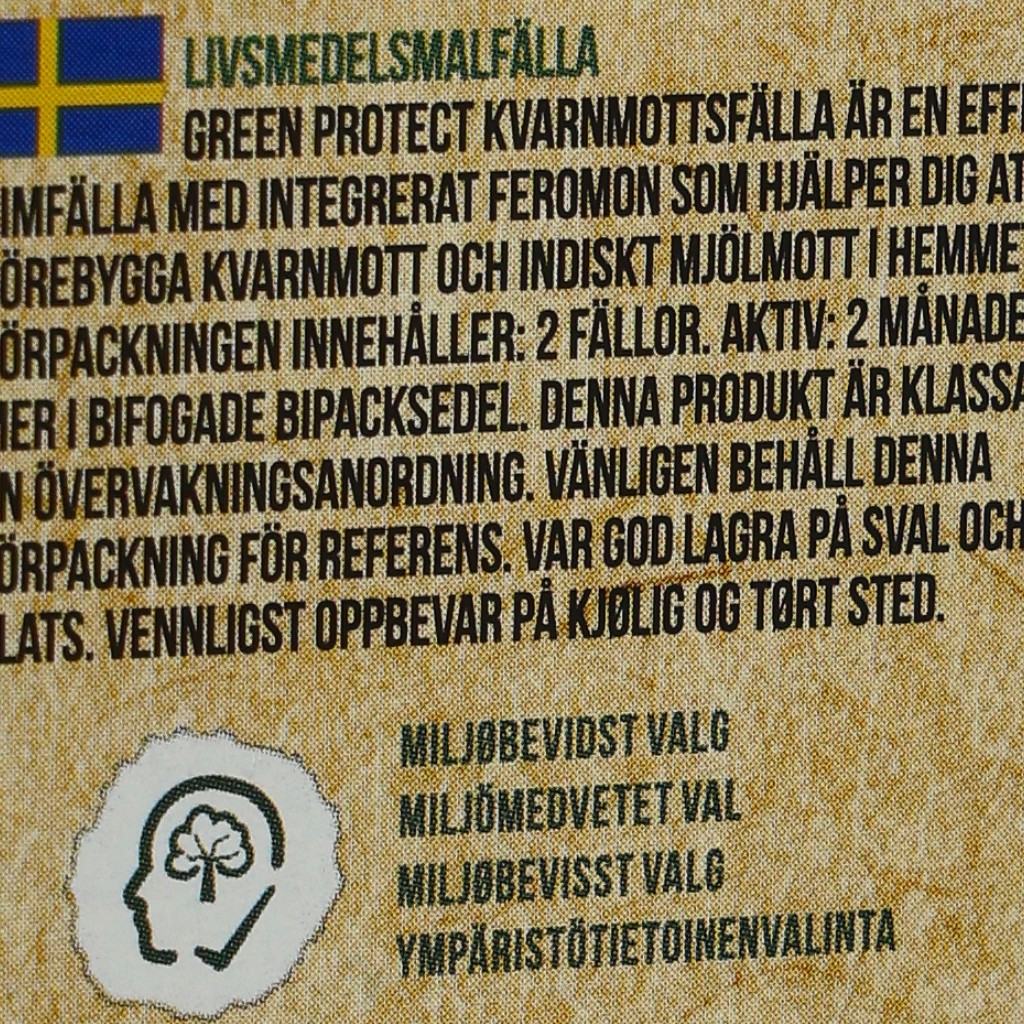 LIVSMEDELSMALFÄLLA
GREEN PROTECT KVARNMOTTSFÄLLA ÄR EN EFF
IMFÄLLA MED INTEGRERAT FEROMON SOM HJÄLPER DIG AT
ÖREBYGGA KVARNMOTT OCH INDISKT MJÖLMOTT I HEMMET
ÖRPACKNINGEN INNEHÅLLER: 2 FÄLLOR. AKTIV: 2 MÅNADE
MER I BIFOGADE BIPACKSEDEL. DENNA PRODUKT ÄR KLASSA
N ÖVERVAKNINGSANORDNING. VÄNLIGEN BEHÅLL DENNA
ÖRPACKNING FÖR REFERENS. VAR GOD LAGRA PÅ SVAL OCH
LATS. VENNLIGST OPPBEVAR PÅ KJØLIG OG TØRT STED.
MILJØBEVIDST VALG
MILJÖMEDVETET VAL
MILJØBEVISST VALG
YMPÄRISTÖTIETOINENVALINTA